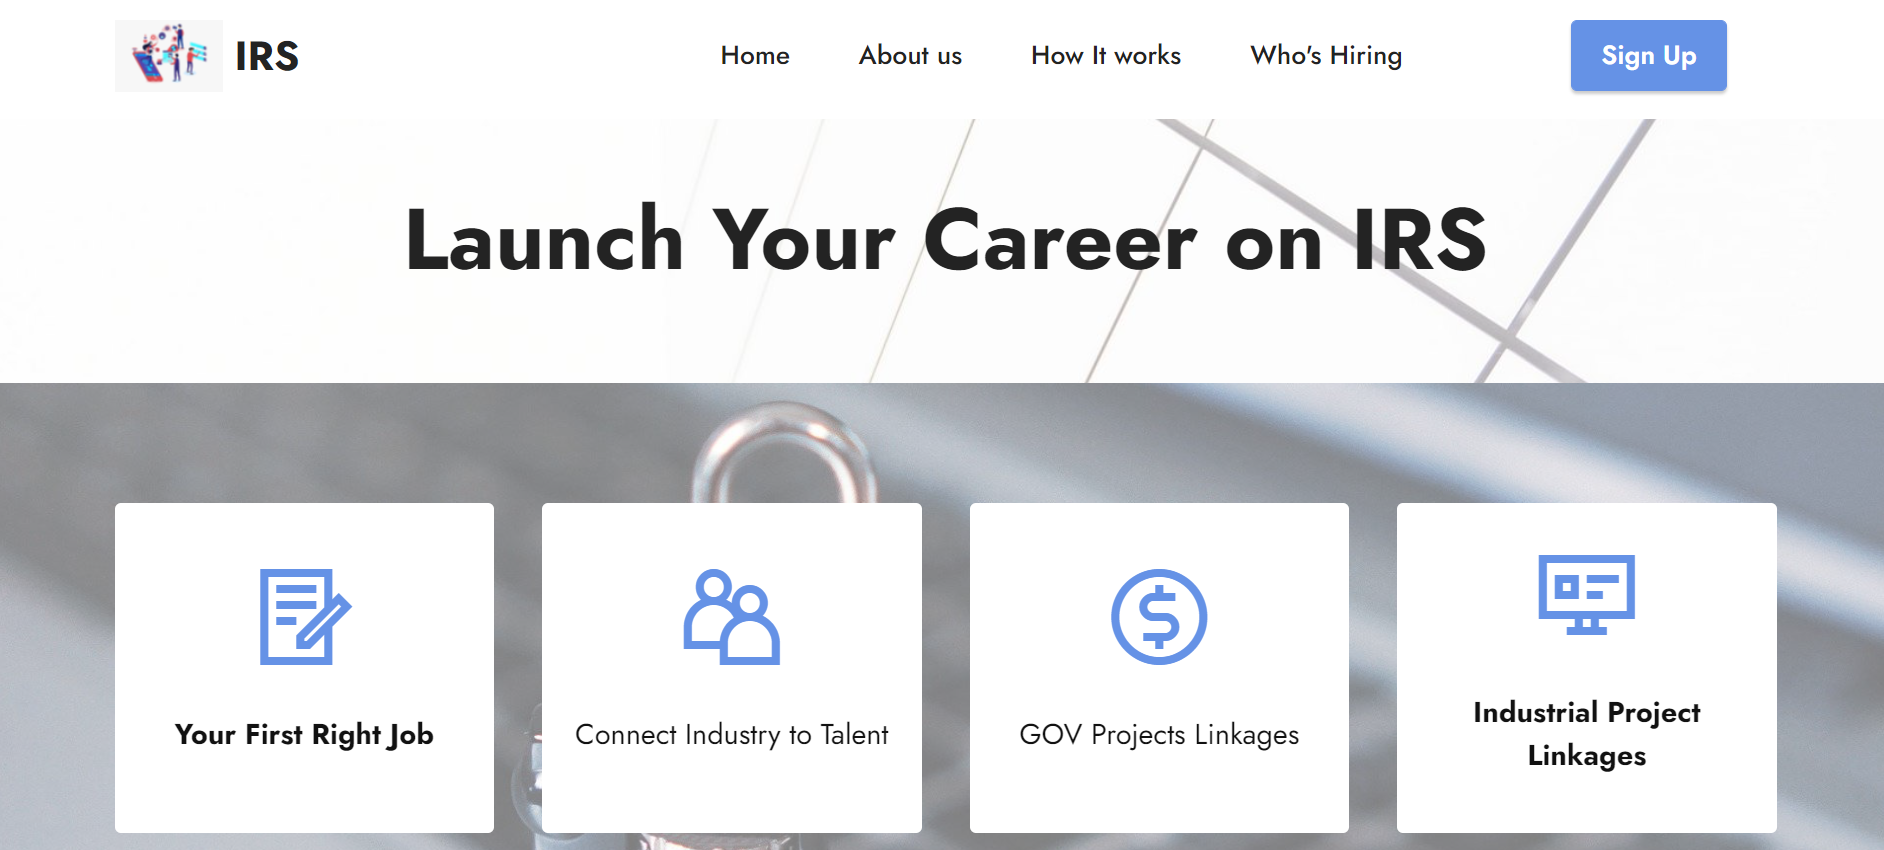 IRS
Home
About us
How It works
Who's Hiring
Sign Up
Launch Your Career on IRS
Your First Right Job
Connect Industry to Talent
GOV Projects Linkages
Industrial Project
Linkages